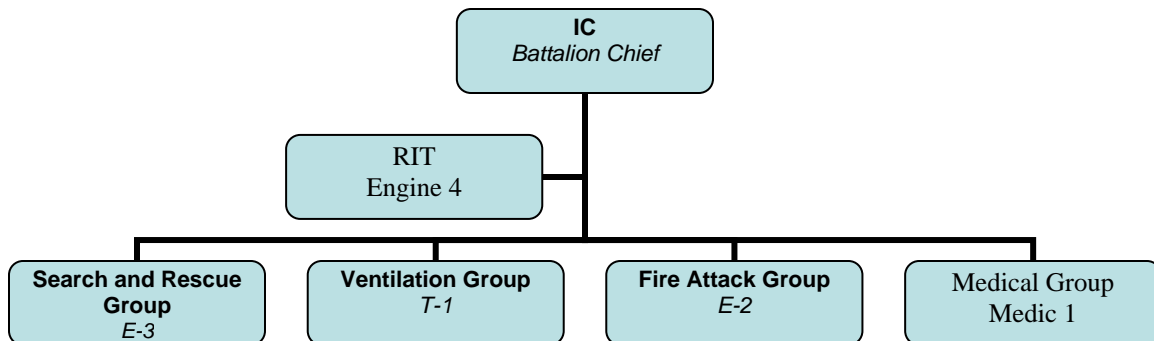 IC
Battalion Chief
RIT
Engine 4
Search and Rescue
Group
E-3
Ventilation Group
T-1
Fire Attack Group
E-2
Medical Group
Medic 1